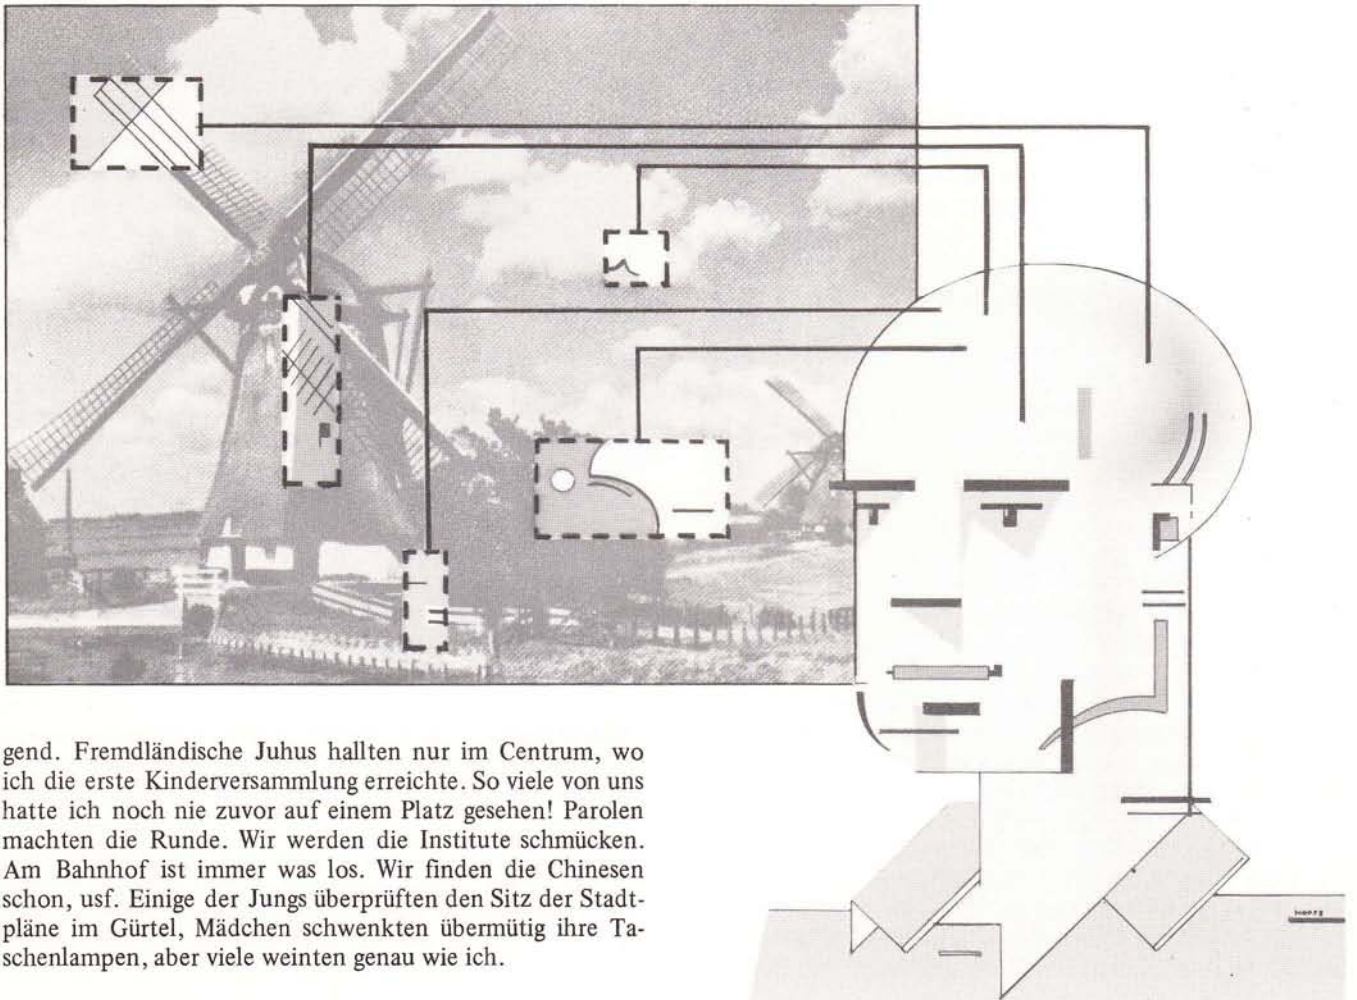 gend. Fremdländische Juhus hallten nur im Centrum, wo
ich die erste Kinderversammlung erreichte. So viele von uns
hatte ich noch nie zuvor auf einem Platz gesehen! Parolen
machten die Runde. Wir werden die Institute schmücken.
Am Bahnhof ist immer was los. Wir finden die Chinesen
schon, usf. Einige der Jungs überprüften den Sitz der Stadt-
pläne im Gürtel, Mädchen schwenkten übermütig ihre Ta-
schenlampen, aber viele weinten genau wie ich.